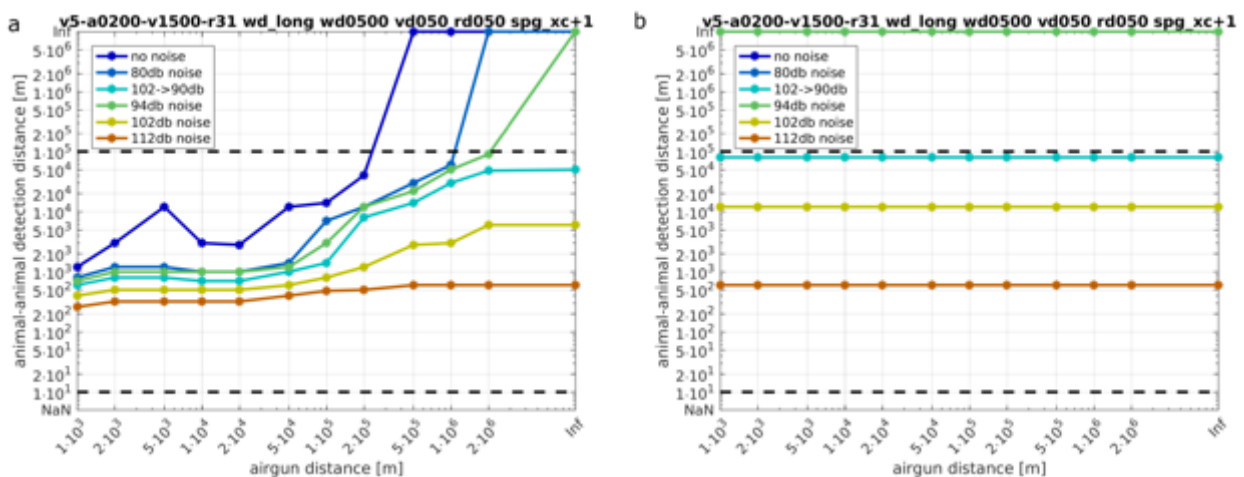 a
v5-a0200-v1500-r31 wd_long wd0500 vd050 rd050 spg_xc+1
Inf
5·10⁶
2·10⁶
1·10⁶
5·10⁵
2·10⁵
1·10⁵
5·10⁴
2·10⁴
1·10⁴
5·10³
2·10³
1·10³
5·10²
2·10²
1·10²
5·10¹
2·10¹
1·10¹
NaN
animal-animal detection distance [m]
no noise
80db noise
102->90db
94db noise
102db noise
112db noise
1·10³
2·10³
5·10³
1·10⁴
2·10⁴
5·10⁴
1·10⁵
2·10⁵
5·10⁵
1·10⁶
2·10⁶
Inf
airgun distance [m]
b
v5-a0200-v1500-r31 wd_long wd0500 vd050 rd050 spg_xc+1
Inf
5·10⁶
2·10⁶
1·10⁶
5·10⁵
2·10⁵
1·10⁵
5·10⁴
2·10⁴
1·10⁴
5·10³
2·10³
1·10³
5·10²
2·10²
1·10²
5·10¹
2·10¹
1·10¹
NaN
animal-animal detection distance [m]
no noise
80db noise
102->90db
94db noise
102db noise
112db noise
1·10³
2·10³
5·10³
1·10⁴
2·10⁴
5·10⁴
1·10⁵
2·10⁵
5·10⁵
1·10⁶
2·10⁶
Inf
airgun distance [m]